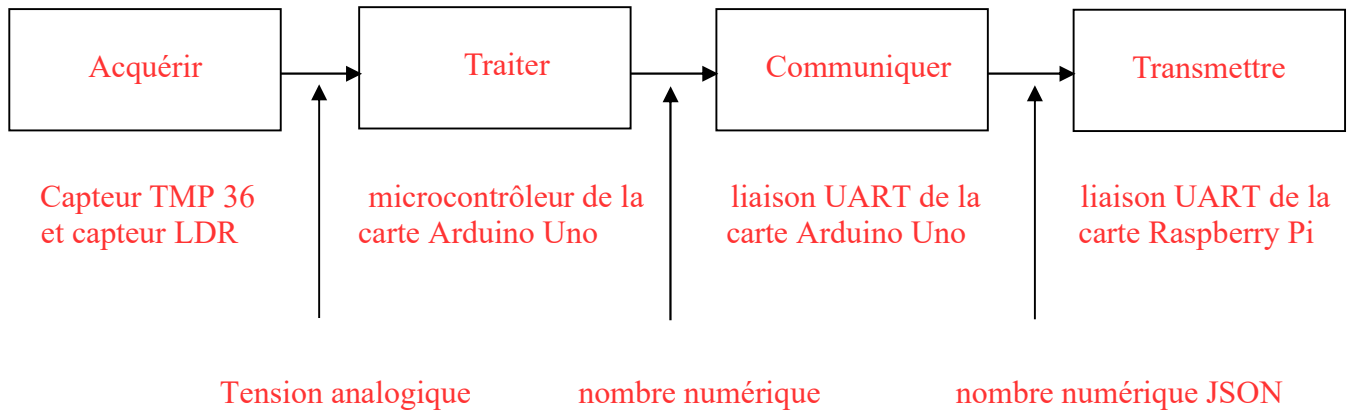 Acquérir
Traiter
Communiquer
Transmettre
Capteur TMP 36
et capteur LDR
microcontrôleur de la
carte Arduino Uno
liaison UART de la
carte Arduino Uno
liaison UART de la
carte Raspberry Pi
Tension analogique
nombre numérique
nombre numérique JSON